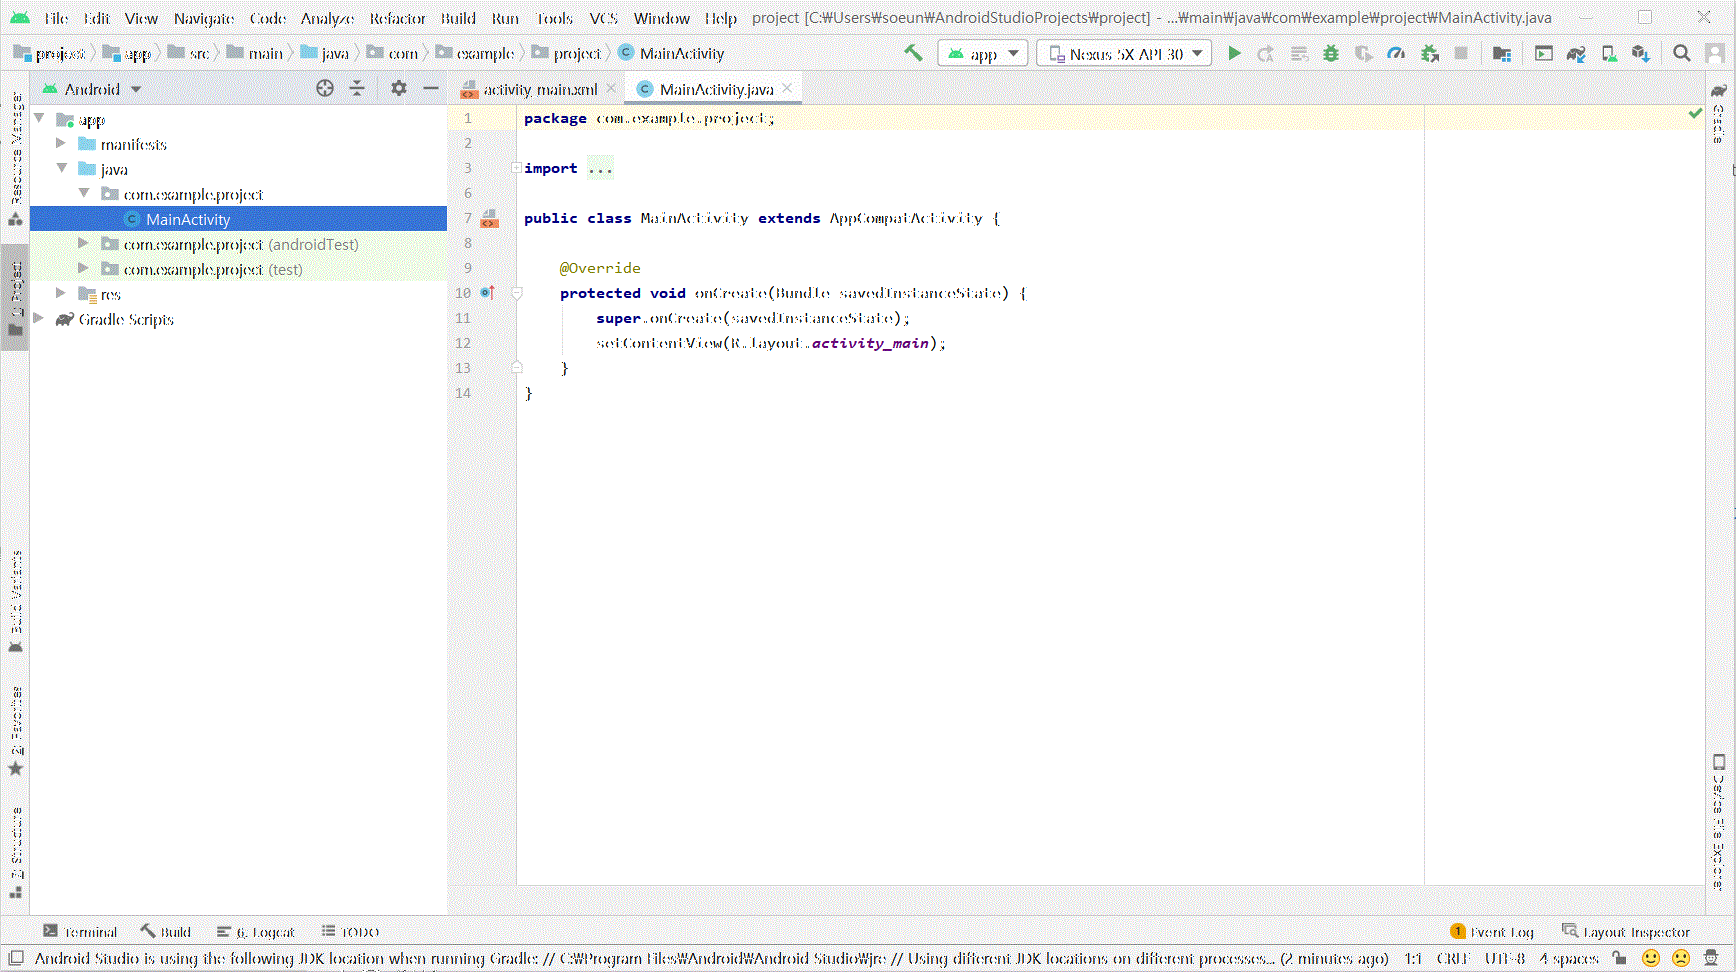 File Edit View Navigate Code Analyze Refactor Build Run Tools VCS Window Help project [C:₩Users₩soeun₩AndroidStudioProjects₩project] - ...₩main₩java₩com₩example₩project₩MainActivity.java
project app src main java com example project MainActivity app Nexus 5X API 30
Android activity_main.xml MainActivity.java
Resource Manager
1: Project
Build Variants
2: Favorites
7: Structure
app
manifests
java
com.example.project
MainActivity
com.example.project (androidTest)
com.example.project (test)
res
Gradle Scripts
1 package com.example.project;
2
3 import ...
6
7 public class MainActivity extends AppCompatActivity {
8
9 @Override
10 protected void onCreate(Bundle savedInstanceState) {
11 super.onCreate(savedInstanceState);
12 setContentView(R.layout.activity_main);
13 }
14 }
Gradle
Device File Explorer
Terminal Build 6: Logcat TODO 1 Event Log Layout Inspector
Android Studio is using the following JDK location when running Gradle: // C:₩Program Files₩Android₩Android Studio₩jre // Using different JDK locations on different processes... (2 minutes ago) 1:1 CRLF UTF-8 4 spaces